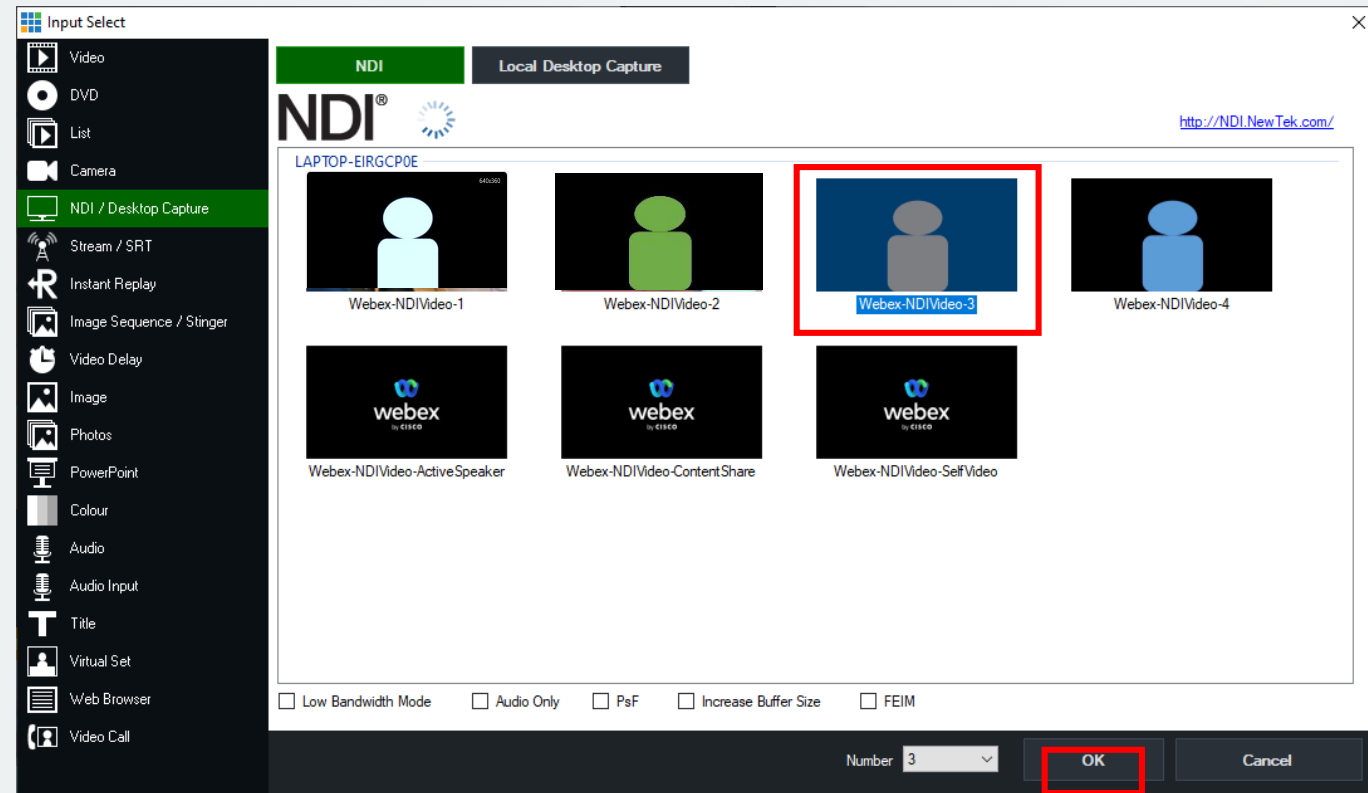 Input Select
Video
DVD
List
Camera
NDI / Desktop Capture
Stream / SRT
Instant Replay
Image Sequence / Stinger
Video Delay
Image
Photos
PowerPoint
Colour
Audio
Audio Input
Title
Virtual Set
Web Browser
Video Call
NDI Local Desktop Capture
NDI®
http://NDI.NewTek.com/
LAPTOP-EIRGCP0E
640x360
Webex-NDIVideo-1 Webex-NDIVideo-2 Webex-NDIVideo-3 Webex-NDIVideo-4
webex webex webex
by CISCO by CISCO by CISCO
Webex-NDIVideo-ActiveSpeaker Webex-NDIVideo-ContentShare Webex-NDIVideo-SelfVideo
Low Bandwidth Mode Audio Only PsF Increase Buffer Size FEIM
Number 3 OK Cancel